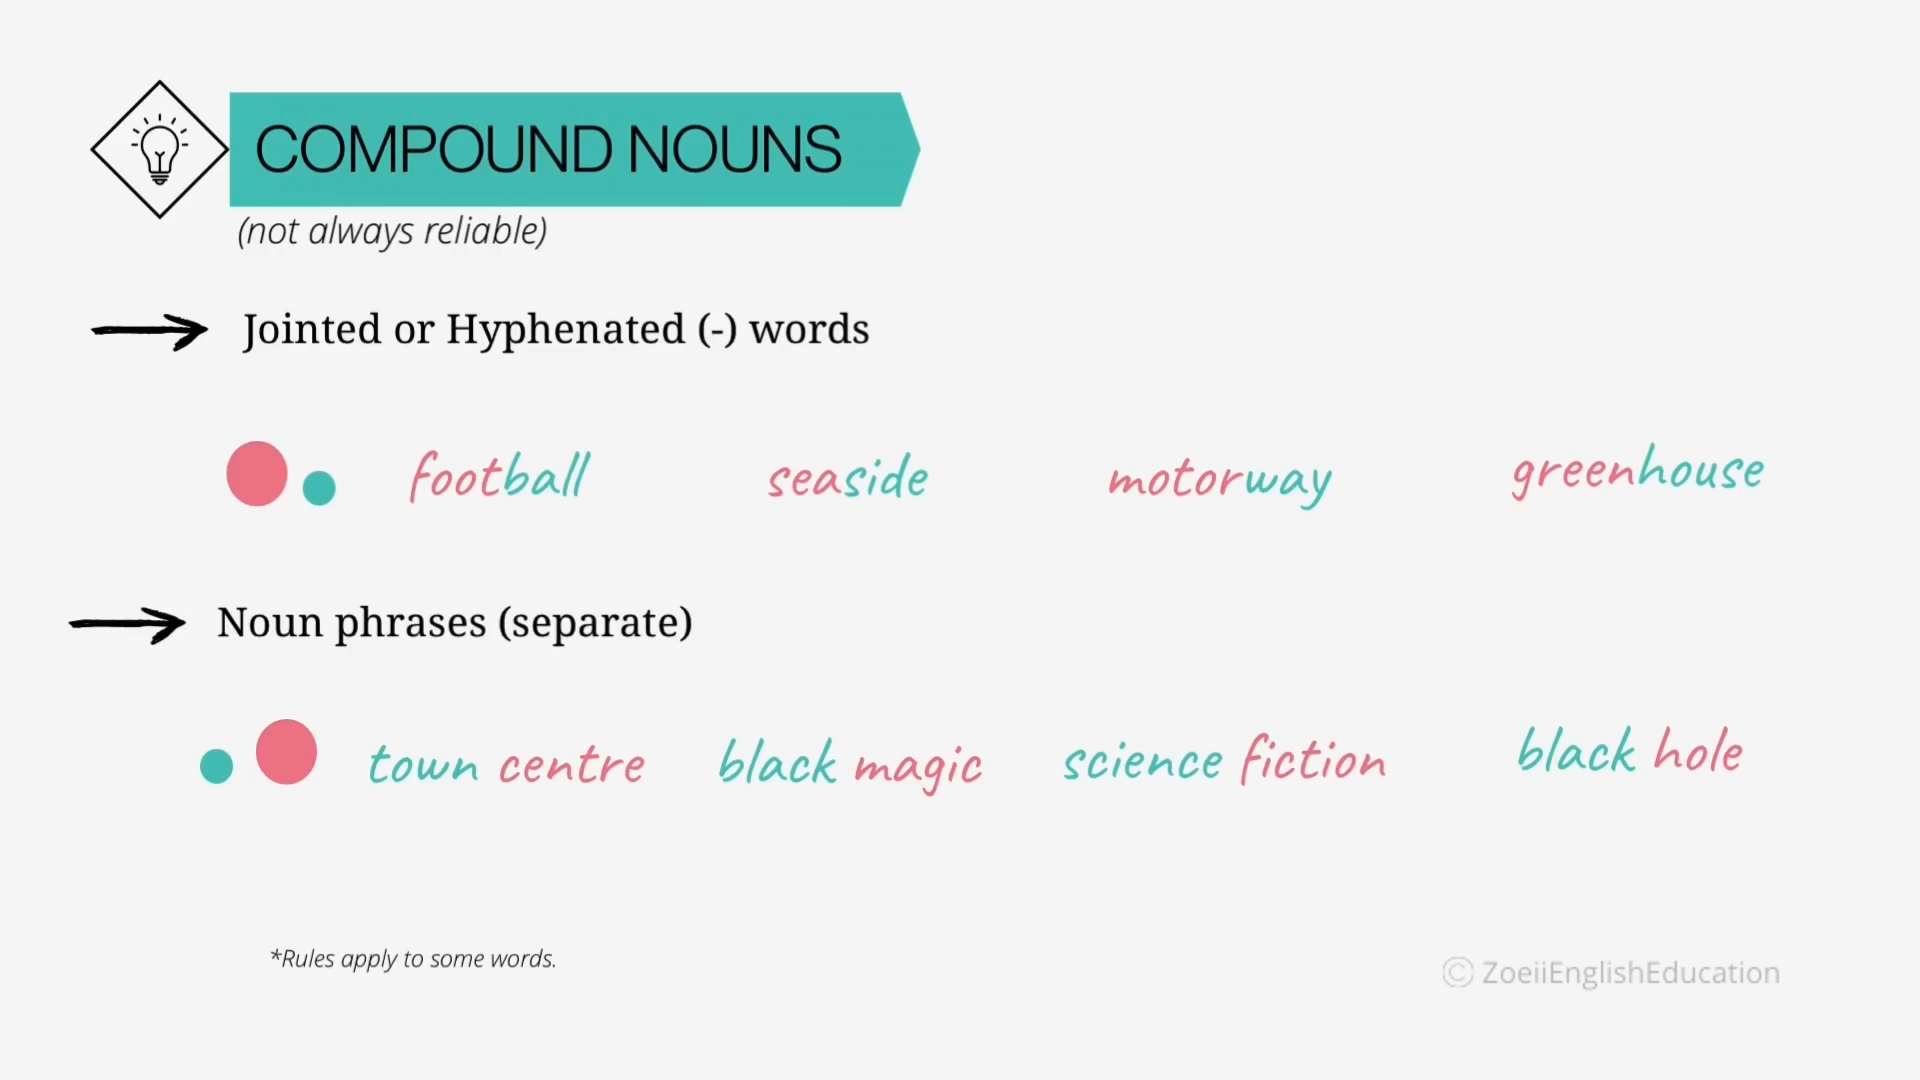 COMPOUND NOUNS
(not always reliable)
Jointed or Hyphenated (-) words
football seaside motorway greenhouse
Noun phrases (separate)
town centre black magic science fiction black hole
*Rules apply to some words.
© ZoeiiEnglishEducation